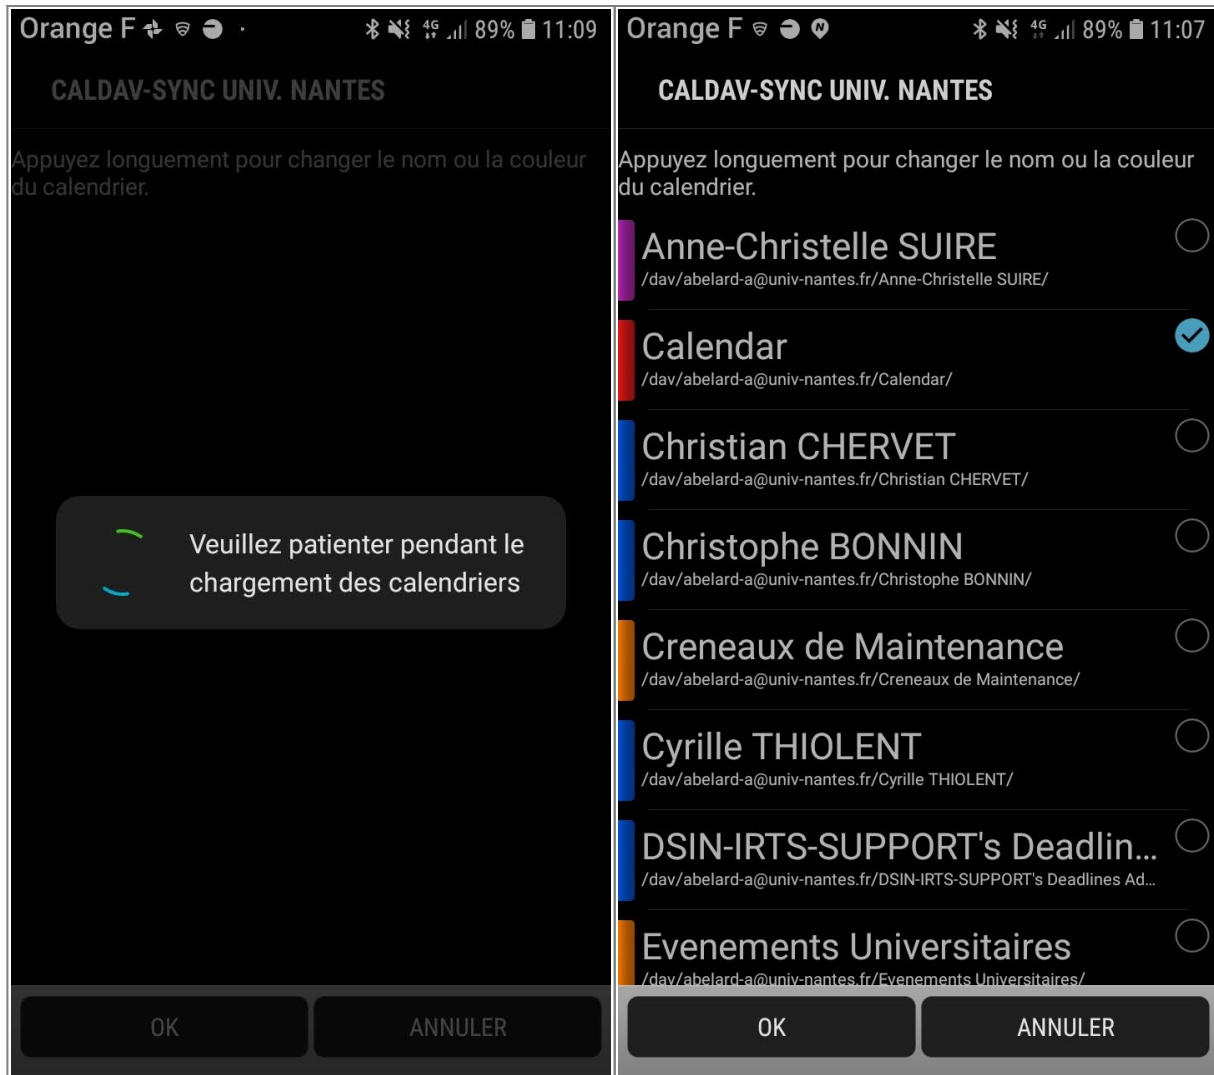 Orange F 4G 89% 11:09
CALDAV-SYNC UNIV. NANTES
Appuyez longuement pour changer le nom ou la couleur
du calendrier.
Veuillez patienter pendant le
chargement des calendriers
OK ANNULER
Orange F N 4G 89% 11:07
CALDAV-SYNC UNIV. NANTES
Appuyez longuement pour changer le nom ou la couleur
du calendrier.
Anne-Christelle SUIRE
/dav/abelard-a@univ-nantes.fr/Anne-Christelle SUIRE/
Calendar
/dav/abelard-a@univ-nantes.fr/Calendar/
Christian CHERVET
/dav/abelard-a@univ-nantes.fr/Christian CHERVET/
Christophe BONNIN
/dav/abelard-a@univ-nantes.fr/Christophe BONNIN/
Creneaux de Maintenance
/dav/abelard-a@univ-nantes.fr/Creneaux de Maintenance/
Cyrille THIOLENT
/dav/abelard-a@univ-nantes.fr/Cyrille THIOLENT/
DSIN-IRTS-SUPPORT's Deadlin...
/dav/abelard-a@univ-nantes.fr/DSIN-IRTS-SUPPORT's Deadlines Ad...
Evenements Universitaires
/dav/abelard-a@univ-nantes.fr/Evenements Universitaires/
OK ANNULER